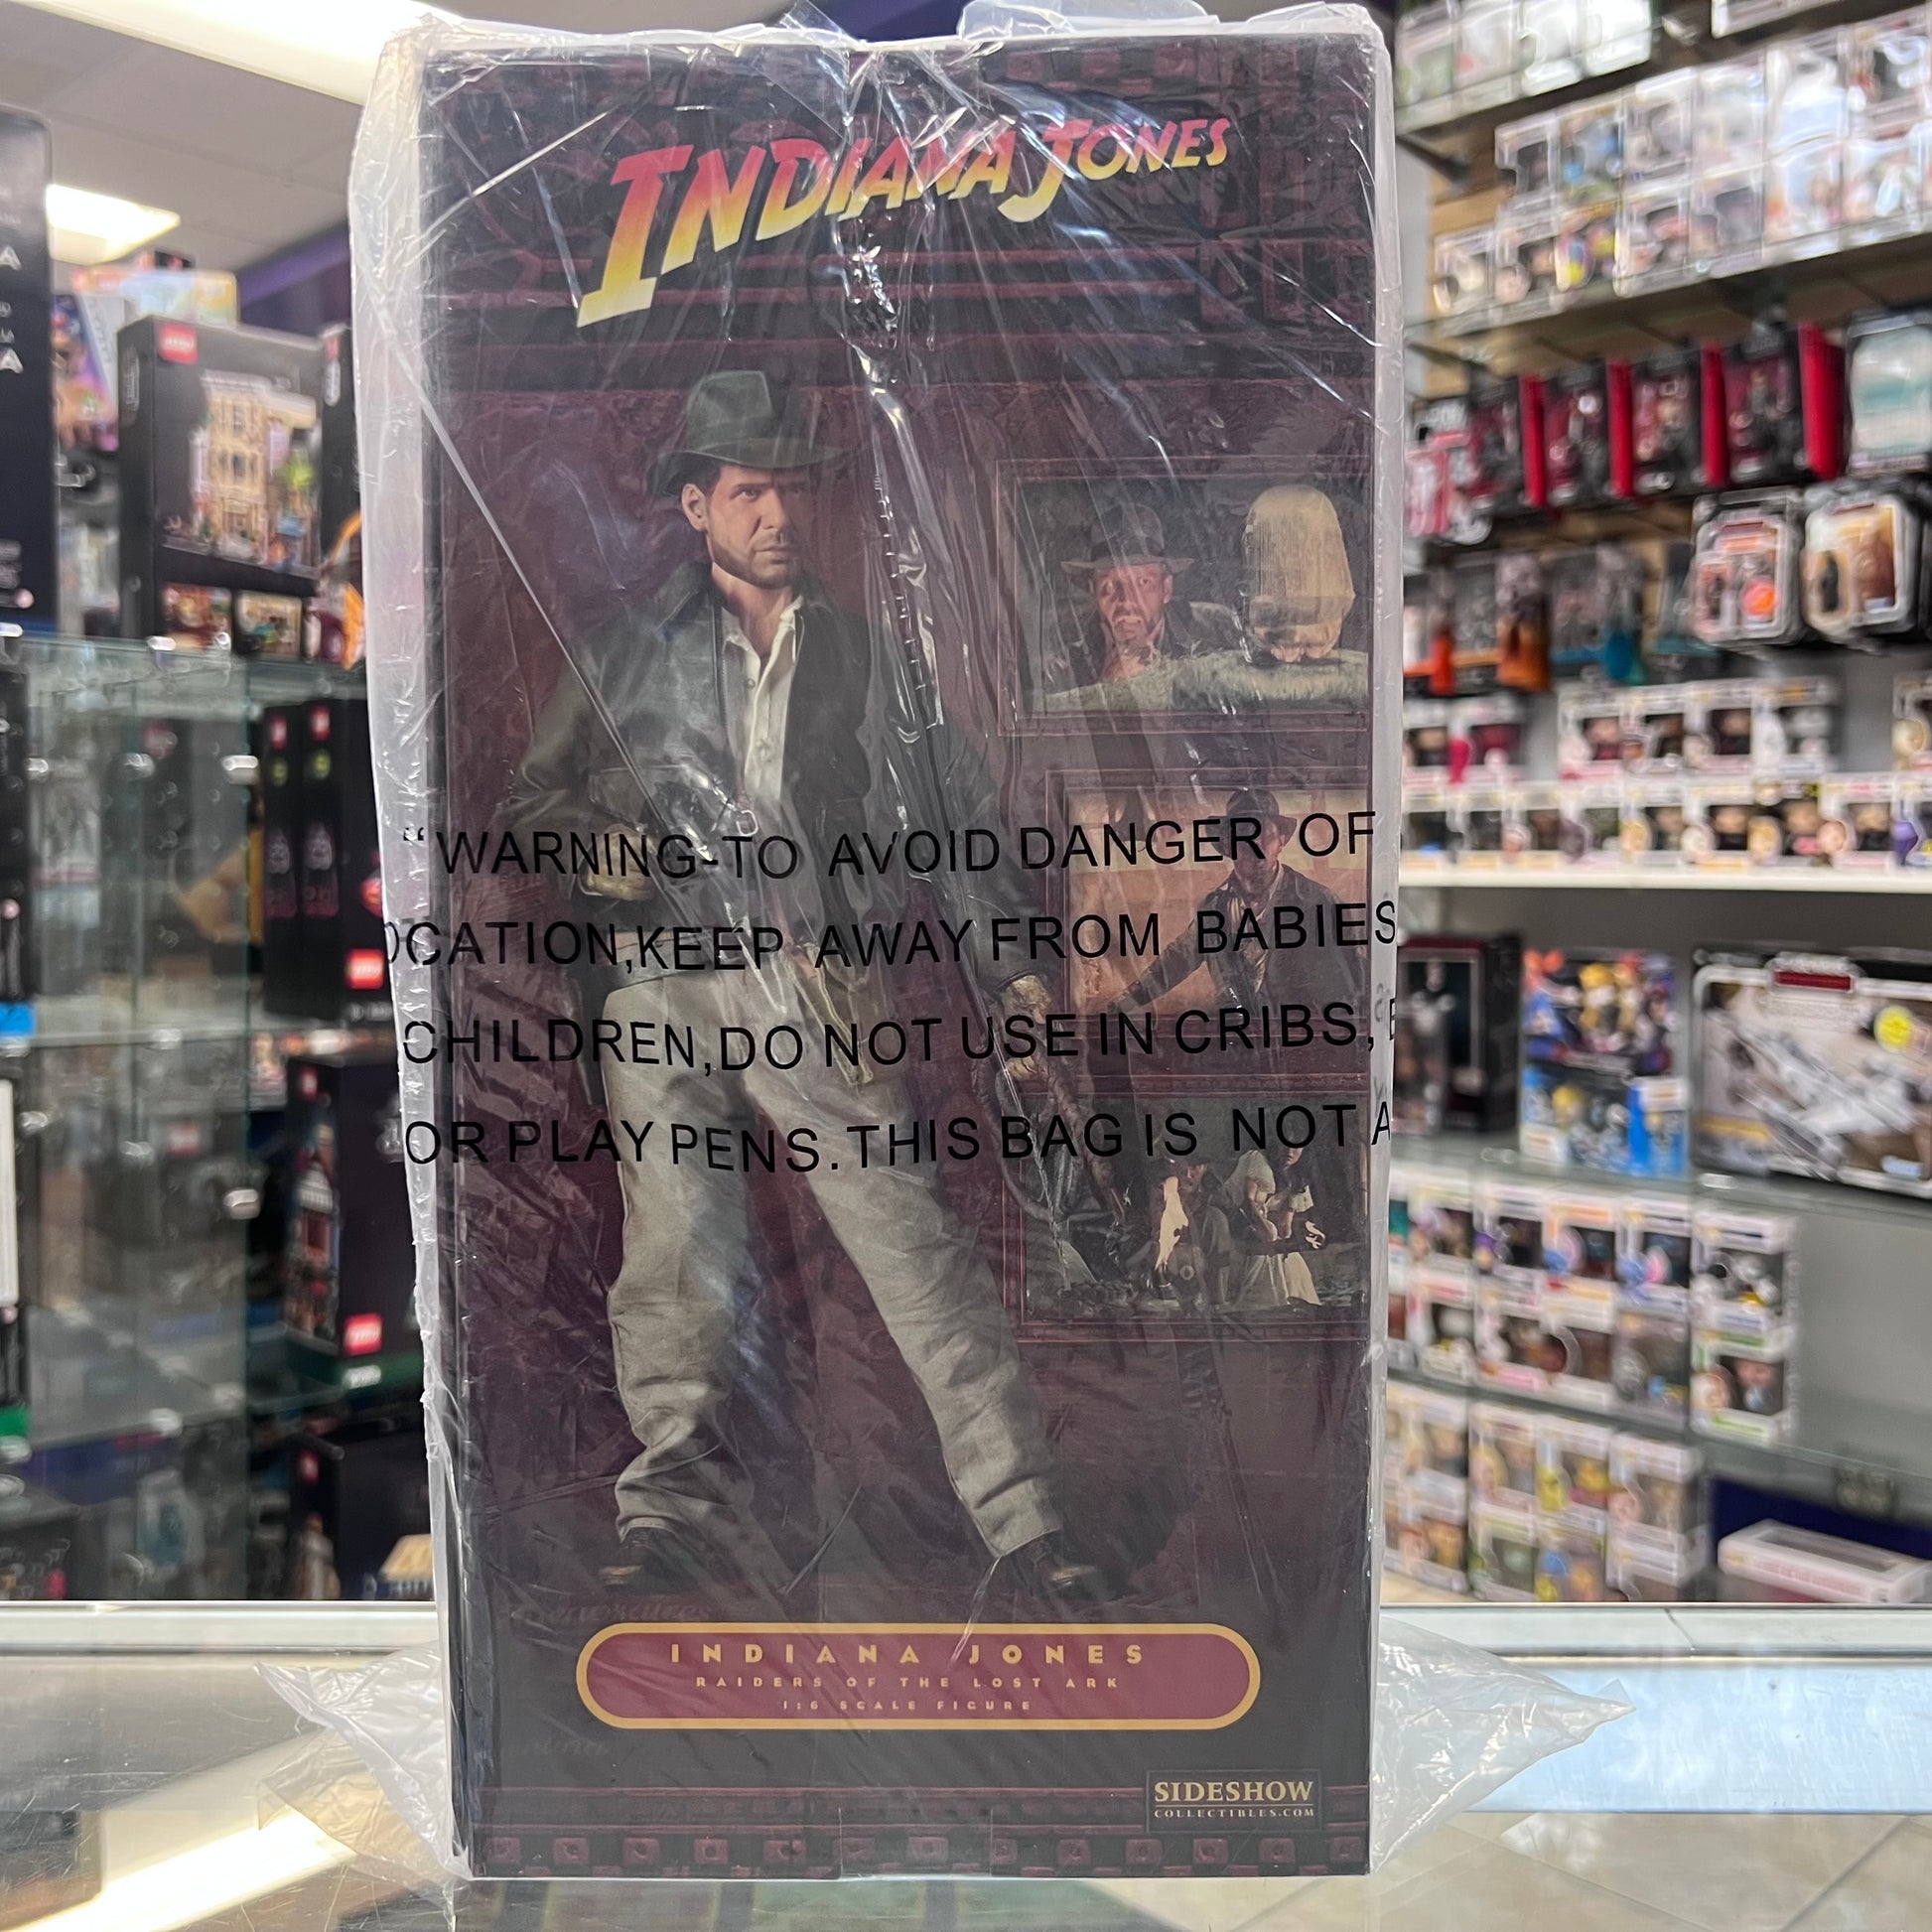 INDIANA JONES
“WARNING-TO AVOID DANGER OF
OCATION,KEEP AWAY FROM BABIES
CHILDREN,DO NOT USE IN CRIBS,
OR PLAY PENS.THIS BAG IS NOT A
INDIANA JONES
RAIDERS OF THE LOST ARK
1:6 SCALE FIGURE
SIDESHOW
COLLECTIBLES.COM